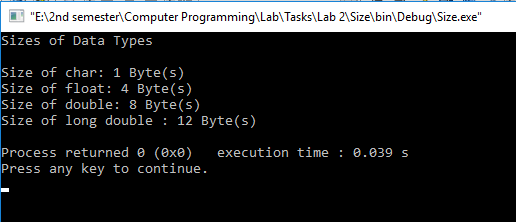 "E:\2nd semester\Computer Programming\Lab\Tasks\Lab 2\Size\bin\Debug\Size.exe"
Sizes of Data Types
Size of char: 1 Byte(s)
Size of float: 4 Byte(s)
Size of double: 8 Byte(s)
Size of long double : 12 Byte(s)
Process returned 0 (0x0)   execution time : 0.039 s
Press any key to continue.